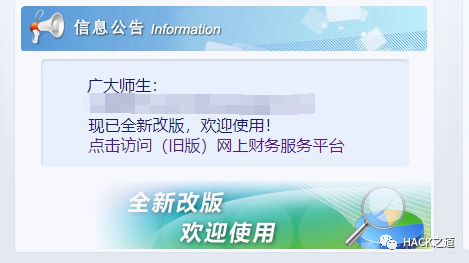 信息公告 Information
广大师生：
现已全新改版，欢迎使用！
点击访问（旧版）网上财务服务平台
全新改版
欢迎使用
HACK之道